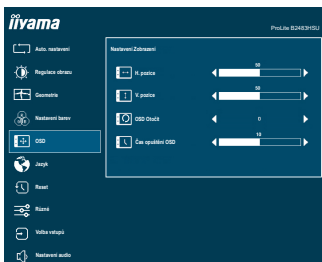 iiyama
ProLite B2483HSU
Auto. nastavení
Regulace obrazu
Geometrie
Nastavení barev
OSD
Jazyk
Reset
Různé
Volba vstupů
Nastavení audio
Nastavení Zobrazení
H. pozice
50
V. pozice
50
OSD Otočit
0
Čas opuštění OSD
10